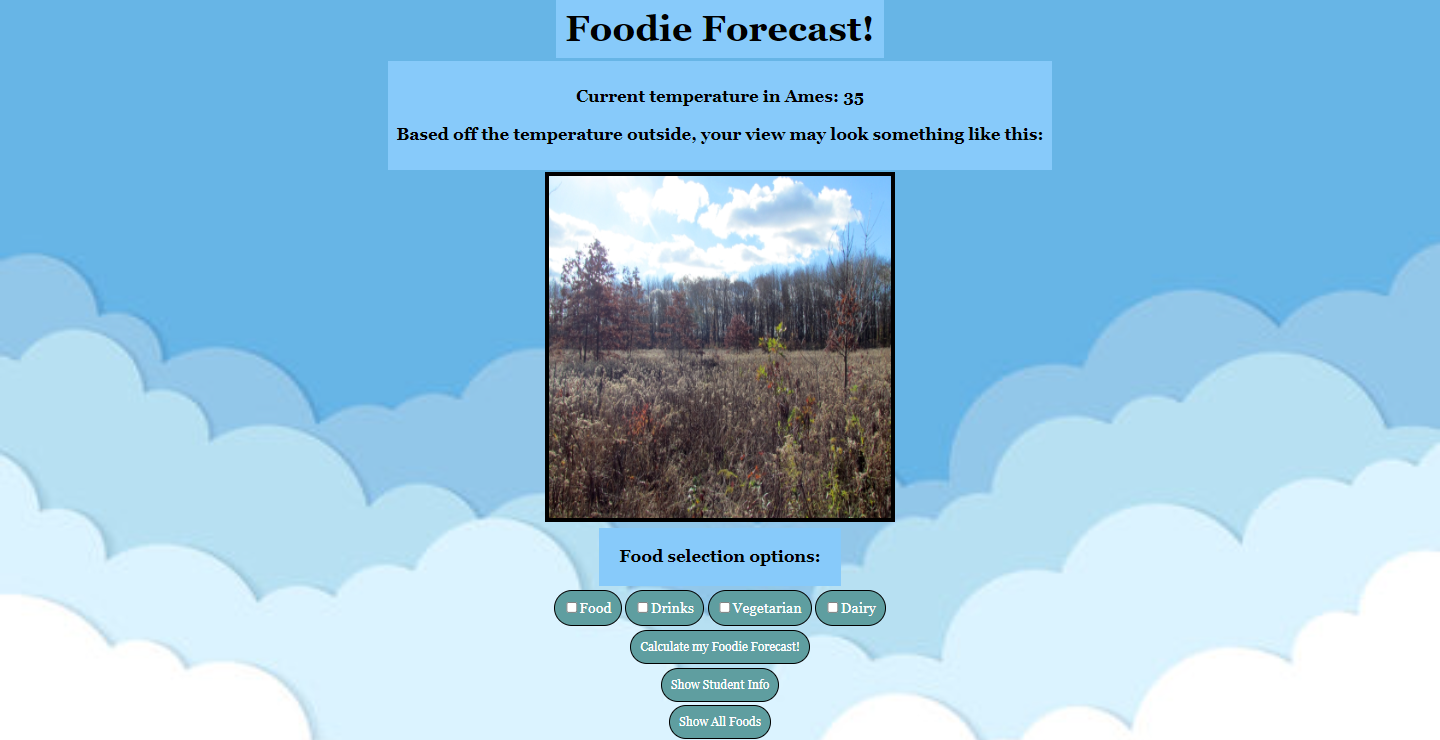 Foodie Forecast!
Current temperature in Ames: 35
Based off the temperature outside, your view may look something like this:
Food selection options:
Food Drinks Vegetarian Dairy
Calculate my Foodie Forecast!
Show Student Info
Show All Foods